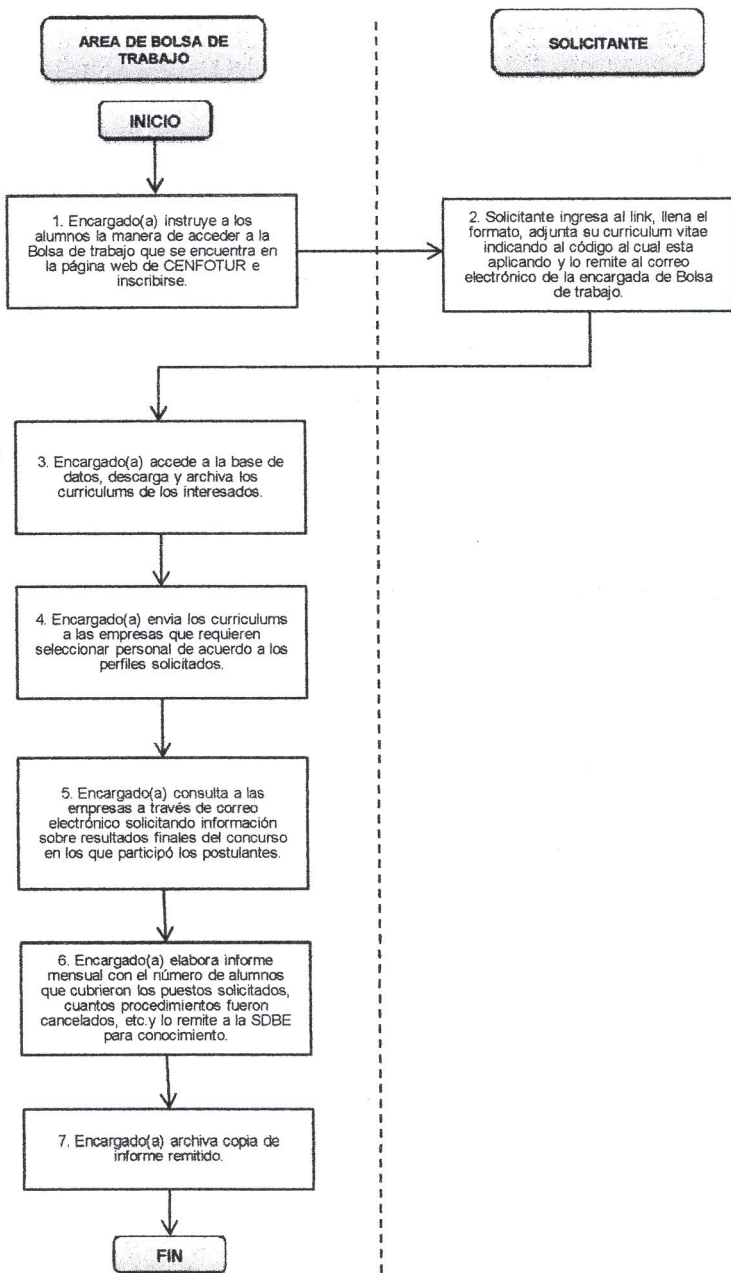 AREA DE BOLSA DE
TRABAJO
SOLICITANTE
INICIO
1. Encargado(a) instruye a los
alumnos la manera de acceder a la
Bolsa de trabajo que se encuentra en
la página web de CENFOTUR e
inscribirse.
2. Solicitante ingresa al link, llena el
formato, adjunta su curriculum vitae
indicando al código al cual esta
aplicando y lo remite al correo
electrónico de la encargada de Bolsa
de trabajo.
3. Encargado(a) accede a la base de
datos, descarga y archiva los
curriculums de los interesados.
4. Encargado(a) envia los curriculums
a las empresas que requieren
seleccionar personal de acuerdo a los
perfiles solicitados.
5. Encargado(a) consulta a las
empresas a través de correo
electrónico solicitando información
sobre resultados finales del concurso
en los que participó los postulantes.
6. Encargado(a) elabora informe
mensual con el número de alumnos
que cubrieron los puestos solicitados,
cuantos procedimientos fueron
cancelados, etc.y lo remite a la SDBE
para conocimiento.
7. Encargado(a) archiva copia de
informe remitido.
FIN